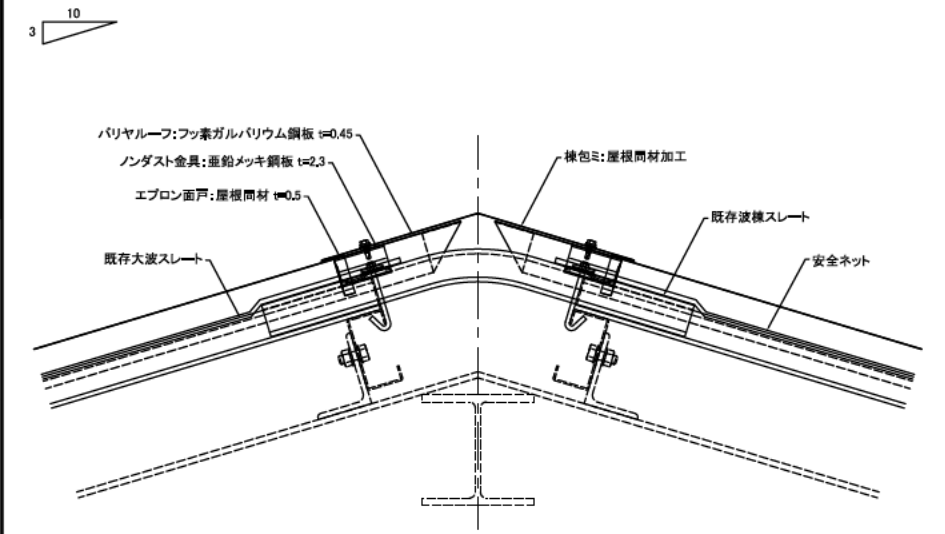 10
3
バリヤルーフ:フッ素ガルバリウム鋼板 t=0.45
ノンダスト金具:亜鉛メッキ鋼板 t=2.3
エプロン面戸:屋根同材 t=0.5
既存大波スレート
棟包ミ:屋根同材加工
既存波棟スレート
安全ネット